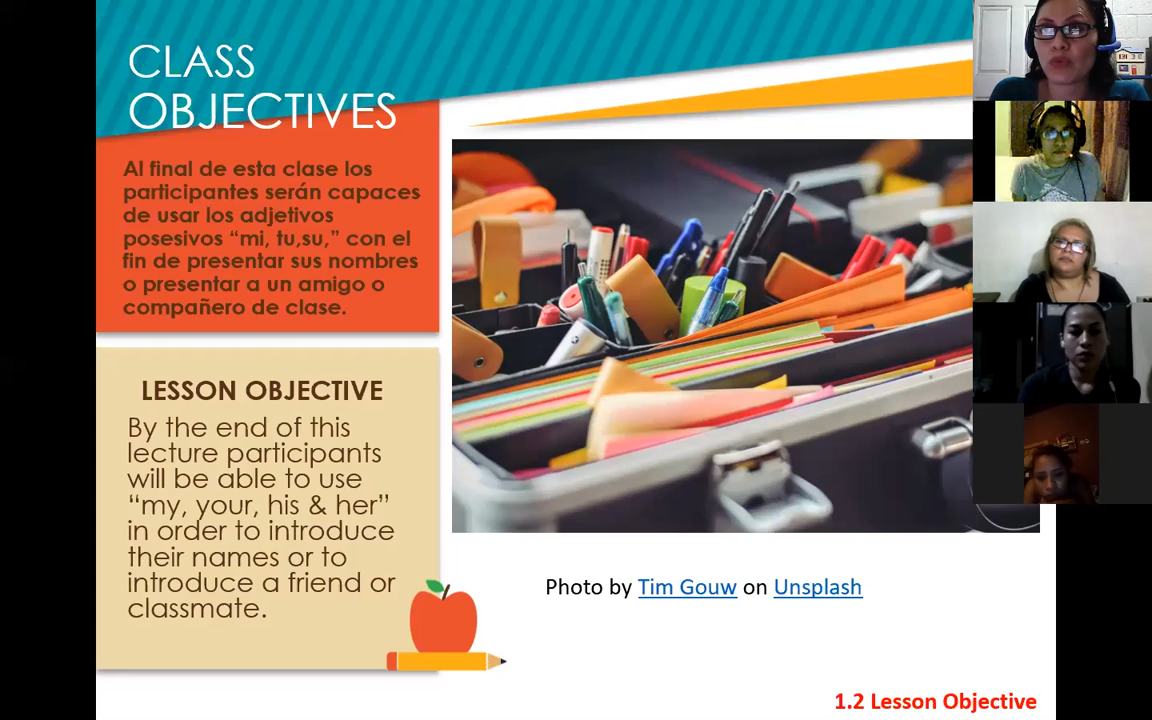 CLASS
OBJECTIVES
Al final de esta clase los
participantes serán capaces
de usar los adjetivos
posesivos “mi, tu,su,” con el
fin de presentar sus nombres
o presentar a un amigo o
compañero de clase.
LESSON OBJECTIVE
By the end of this
lecture participants
will be able to use
“my, your, his & her”
in order to introduce
their names or to
introduce a friend or
classmate.
Photo by Tim Gouw on Unsplash
1.2 Lesson Objective